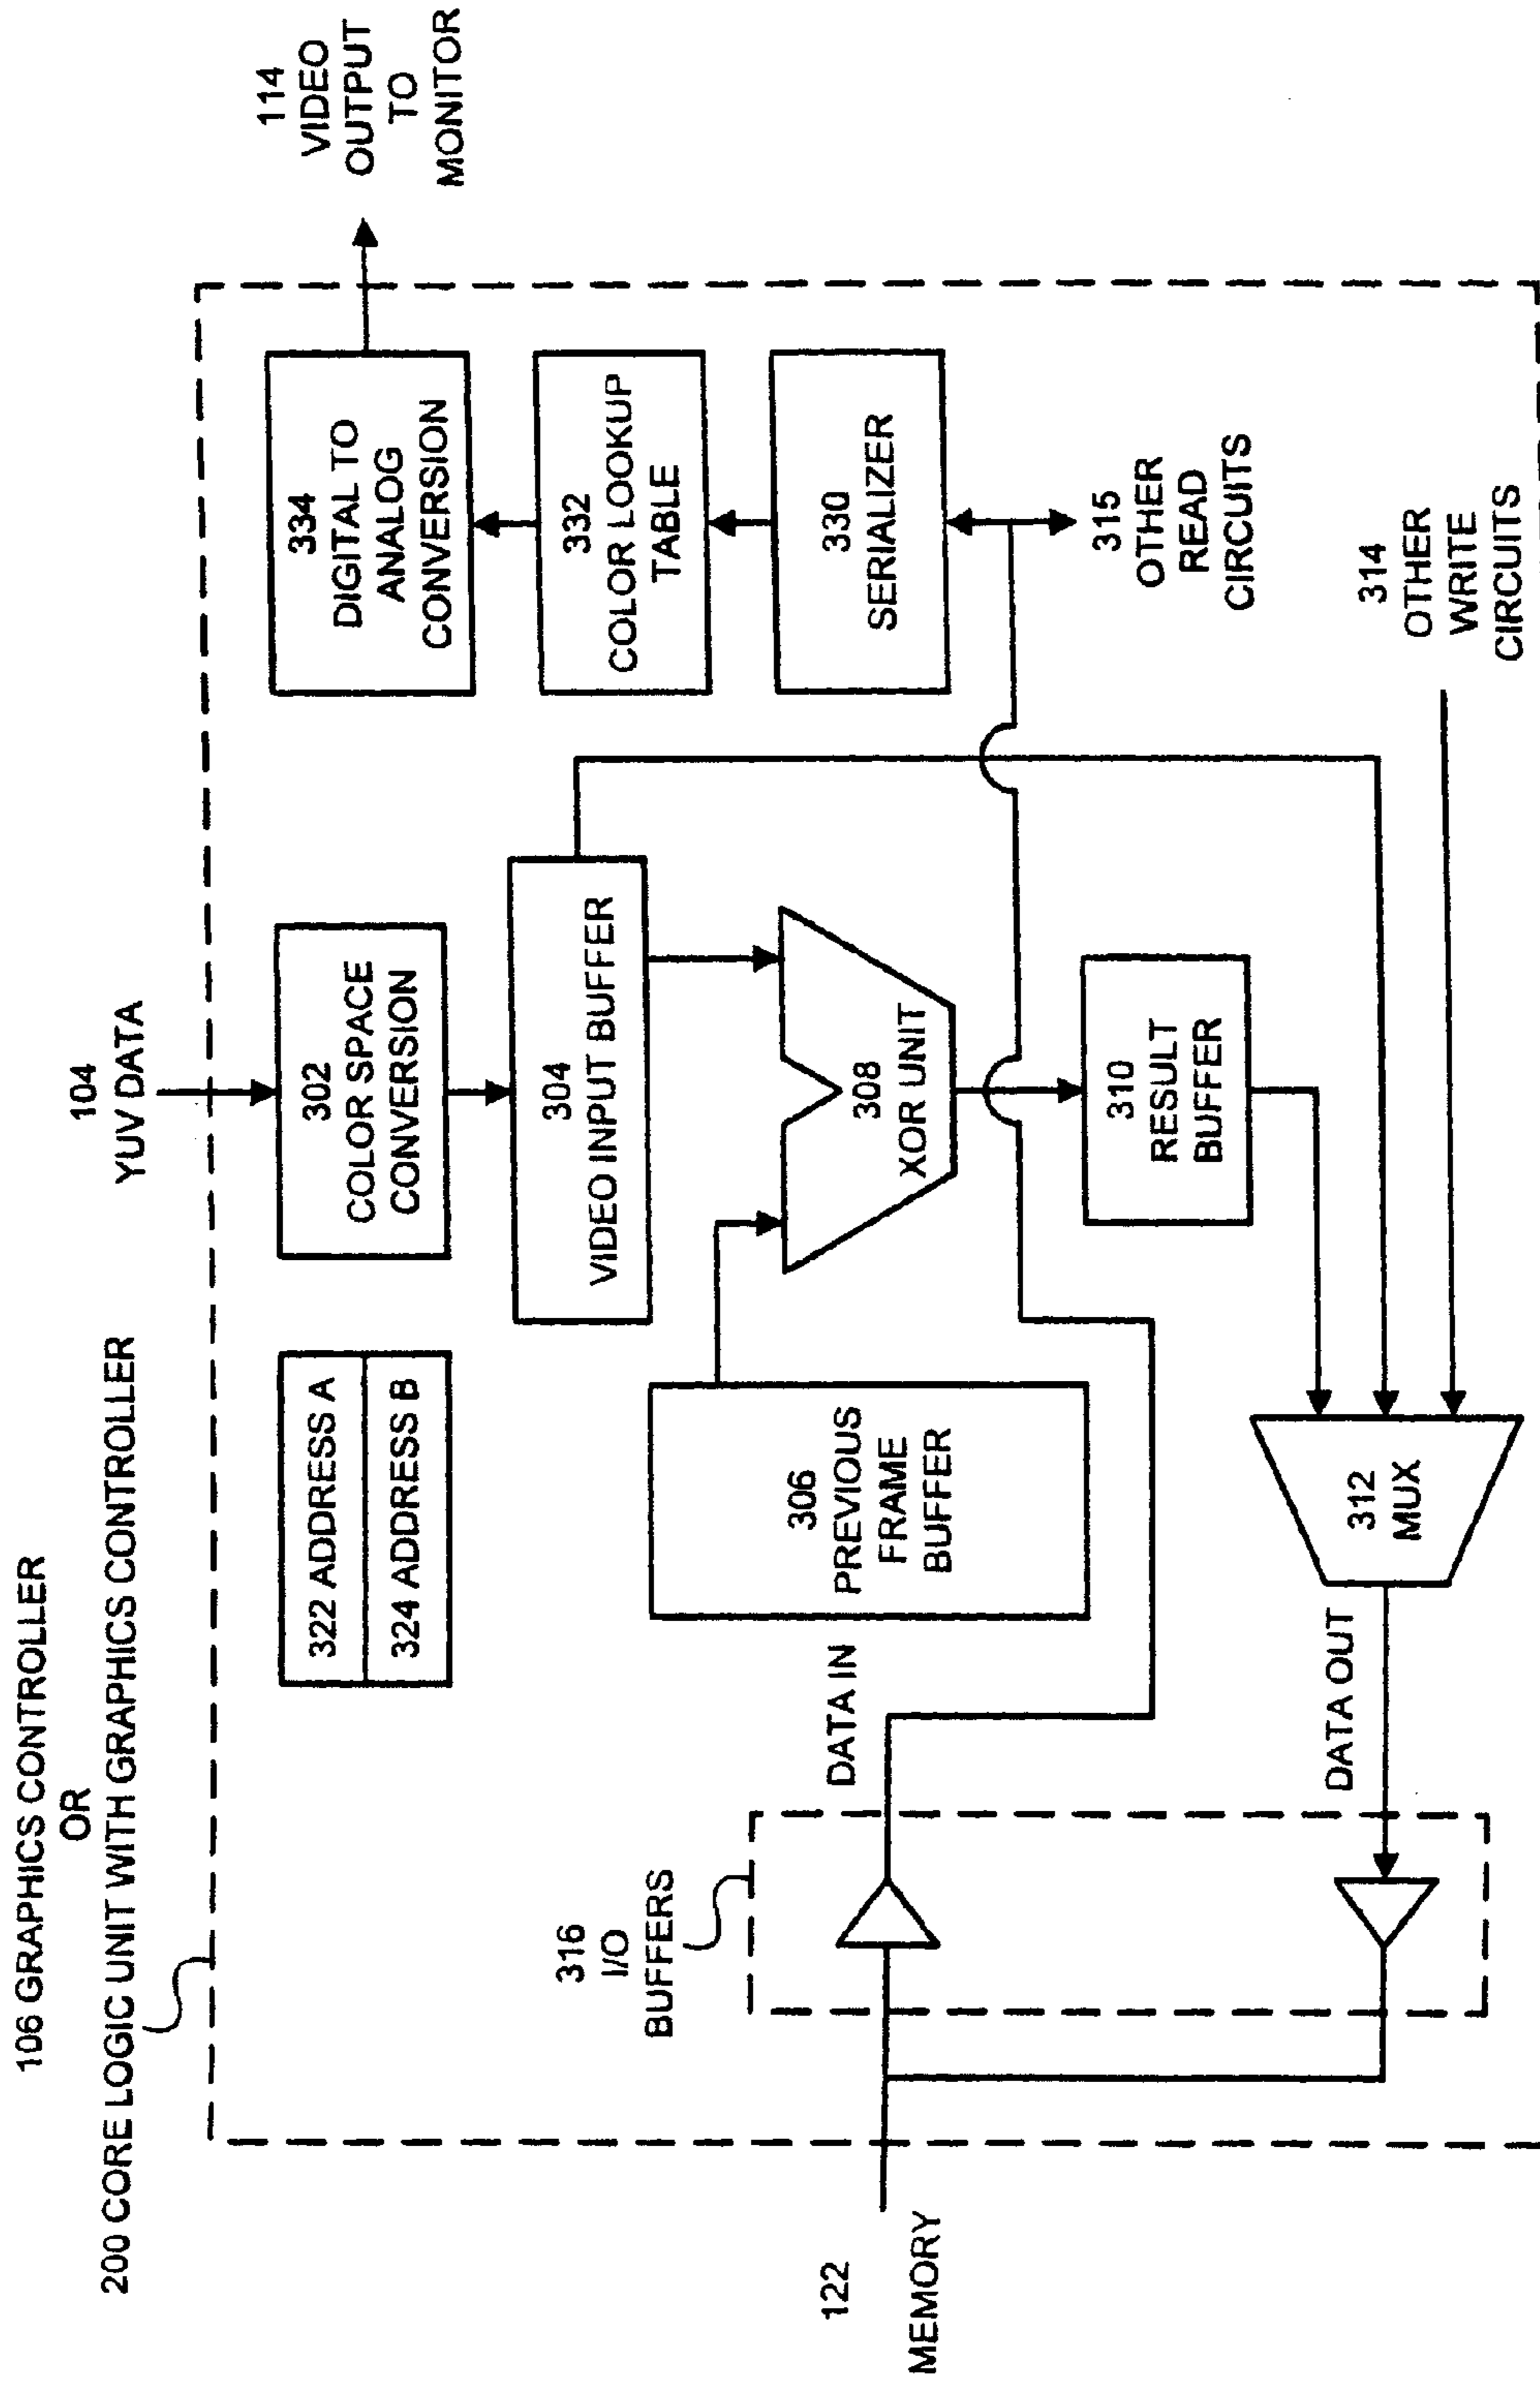 106 GRAPHICS CONTROLLER
OR
200 CORE LOGIC UNIT WITH GRAPHICS CONTROLLER
104
YUV DATA
114
VIDEO
OUTPUT
TO
MONITOR
322 ADDRESS A
324 ADDRESS B
302
COLOR SPACE
CONVERSION
334
DIGITAL TO
ANALOG
CONVERSION
304
VIDEO INPUT BUFFER
332
COLOR LOOKUP
TABLE
316
I/O
BUFFERS
306
PREVIOUS
FRAME
BUFFER
308
XOR UNIT
330
SERIALIZER
122
MEMORY
DATA IN
310
RESULT
BUFFER
315
OTHER
READ
CIRCUITS
DATA OUT
312
MUX
314
OTHER
WRITE
CIRCUITS